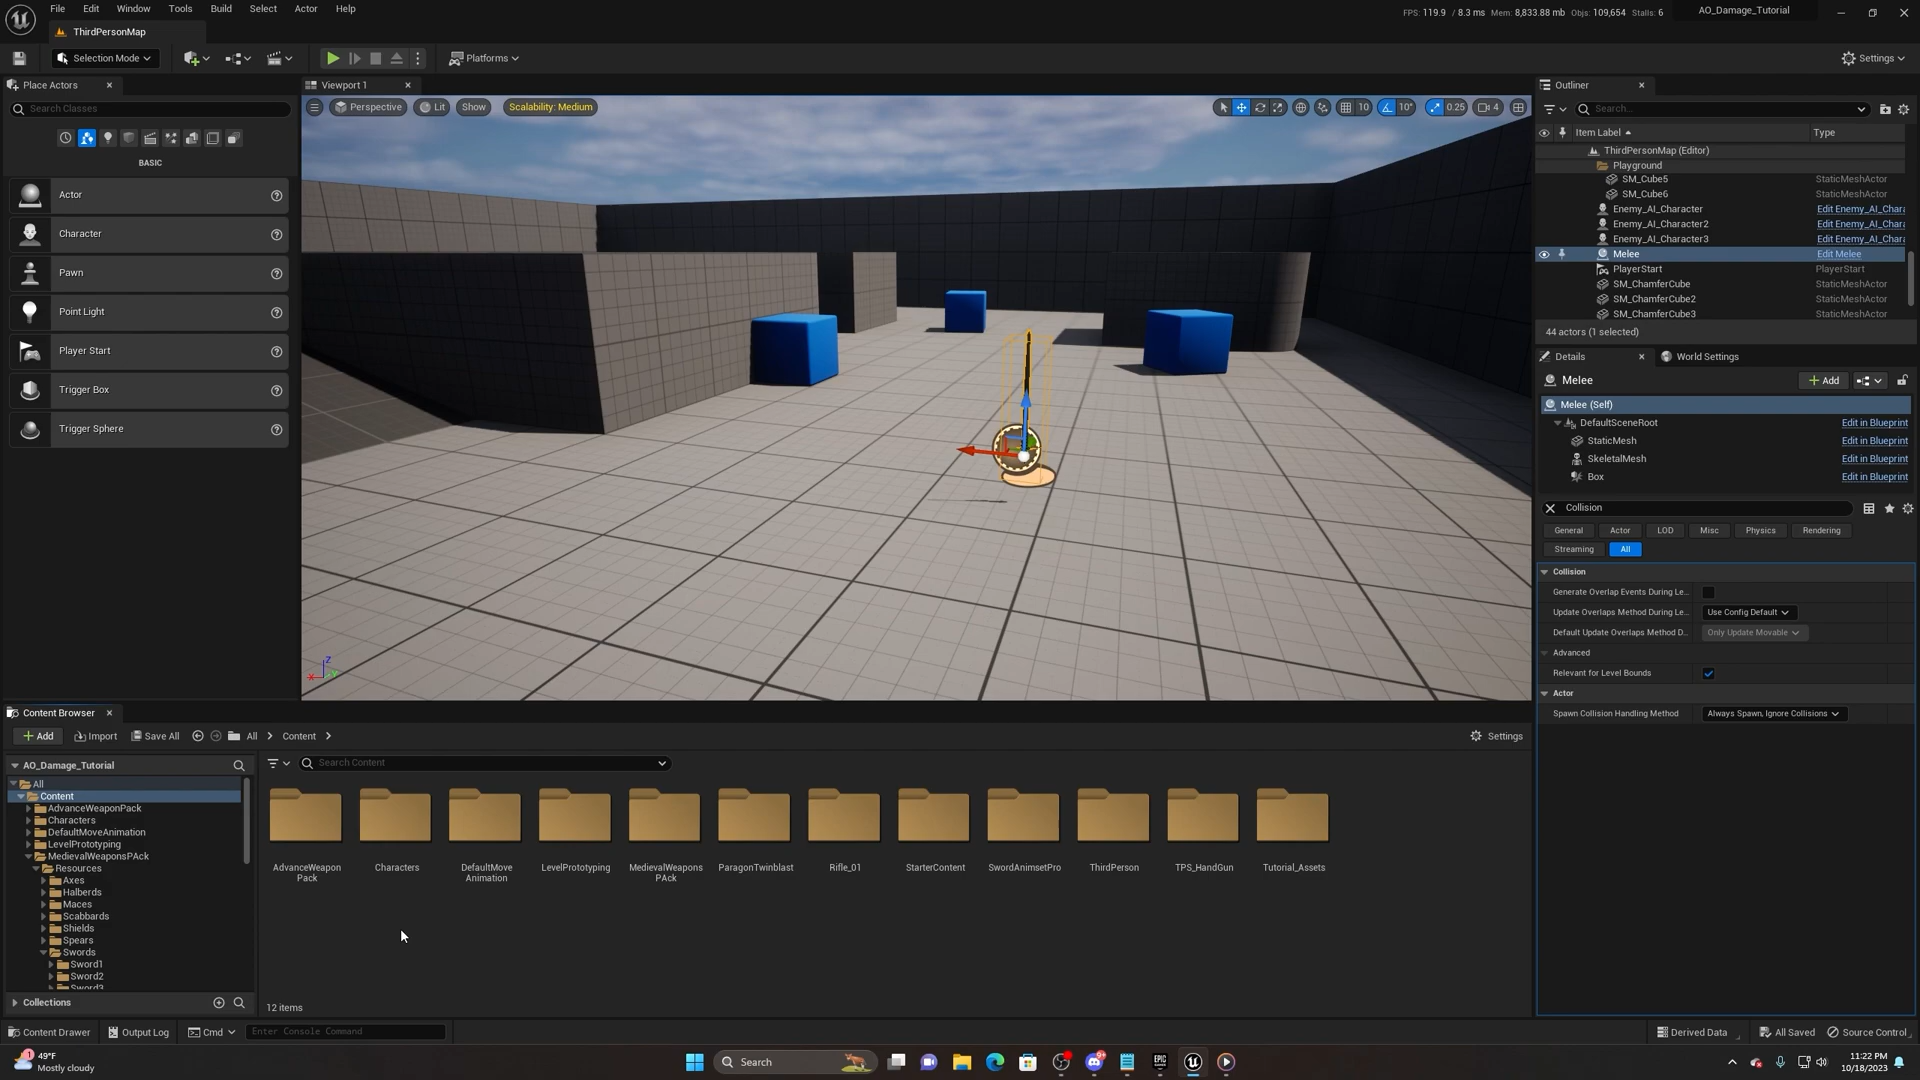 File Edit Window Tools Build Select Actor Help
FPS: 119.9 / 8.3 ms Mem: 8,833.88 mb Objs: 109,654 Stalls: 6
AO_Damage_Tutorial
ThirdPersonMap
Selection Mode
Platforms
Settings
Place Actors
Search Classes
BASIC
Actor
Character
Pawn
Point Light
Player Start
Trigger Box
Trigger Sphere
Viewport 1
Perspective Lit Show Scalability: Medium
10 10° 0.25 4
Z
X
Outliner
Search...
Item Label Type
ThirdPersonMap (Editor)
Playground
SM_Cube5 StaticMeshActor
SM_Cube6 StaticMeshActor
Enemy_AI_Character Edit Enemy_AI_Chara
Enemy_AI_Character2 Edit Enemy_AI_Chara
Enemy_AI_Character3 Edit Enemy_AI_Chara
Melee Edit Melee
PlayerStart PlayerStart
SM_ChamferCube StaticMeshActor
SM_ChamferCube2 StaticMeshActor
SM_ChamferCube3 StaticMeshActor
44 actors (1 selected)
Details World Settings
Melee
Add
Melee (Self)
DefaultSceneRoot Edit in Blueprint
StaticMesh Edit in Blueprint
SkeletalMesh Edit in Blueprint
Box Edit in Blueprint
Collision
General Actor LOD Misc Physics Rendering
Streaming All
Collision
Generate Overlap Events During Le...
Update Overlaps Method During Le... Use Config Default
Default Update Overlaps Method D... Only Update Movable
Advanced
Relevant for Level Bounds
Actor
Spawn Collision Handling Method Always Spawn, Ignore Collisions
Content Browser
Add Import Save All All Content
Settings
AO_Damage_Tutorial
Search Content
All
Content
AdvanceWeaponPack
Characters
DefaultMoveAnimation
LevelPrototyping
MedievalWeaponsPAck
Resources
Axes
Halberds
Maces
Scabbards
Shields
Spears
Swords
Sword1
Sword2
Sword3
Collections
AdvanceWeapon
Pack
Characters
DefaultMove
Animation
LevelPrototyping
MedievalWeapons
PAck
ParagonTwinblast
Rifle_01
StarterContent
SwordAnimsetPro
ThirdPerson
TPS_HandGun
Tutorial_Assets
12 items
Content Drawer Output Log Cmd Enter Console Command
Derived Data All Saved Source Control
1
49°F
Mostly cloudy
Search
EPIC
11:22 PM
10/18/2023